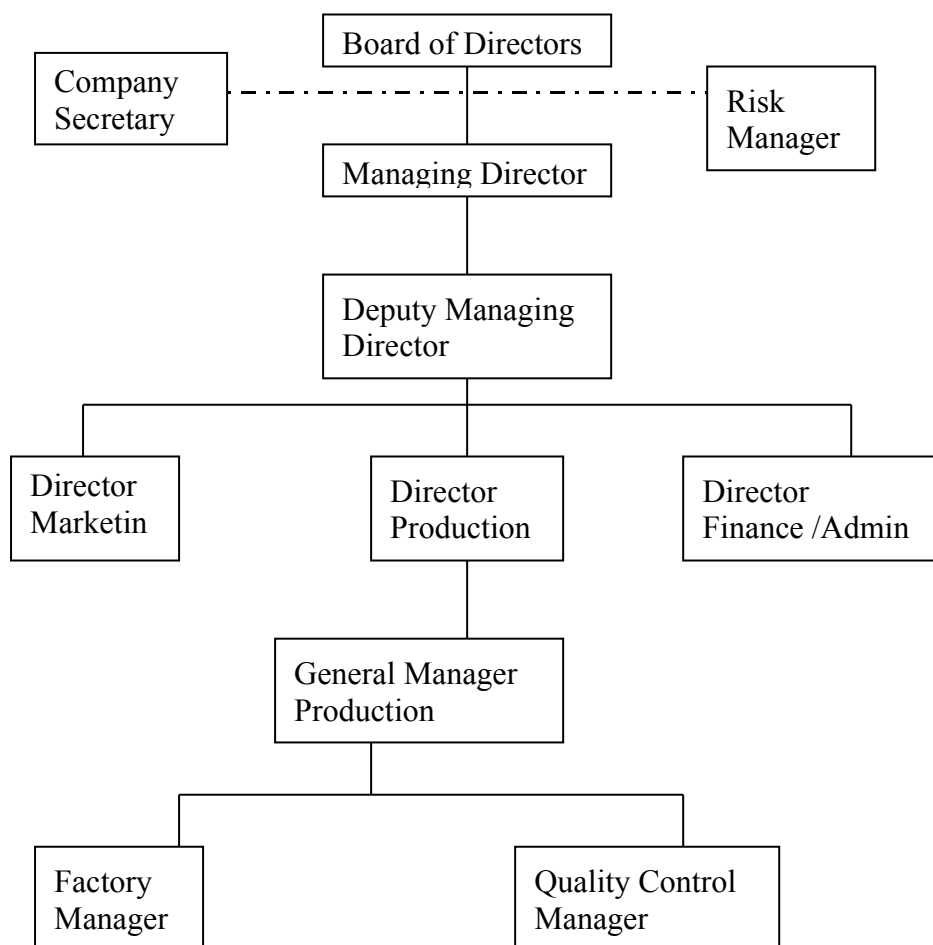 Board of Directors
Company
Secretary
Risk
Manager
Managing Director
Deputy Managing
Director
Director
Marketin
Director
Production
Director
Finance /Admin
General Manager
Production
Factory
Manager
Quality Control
Manager